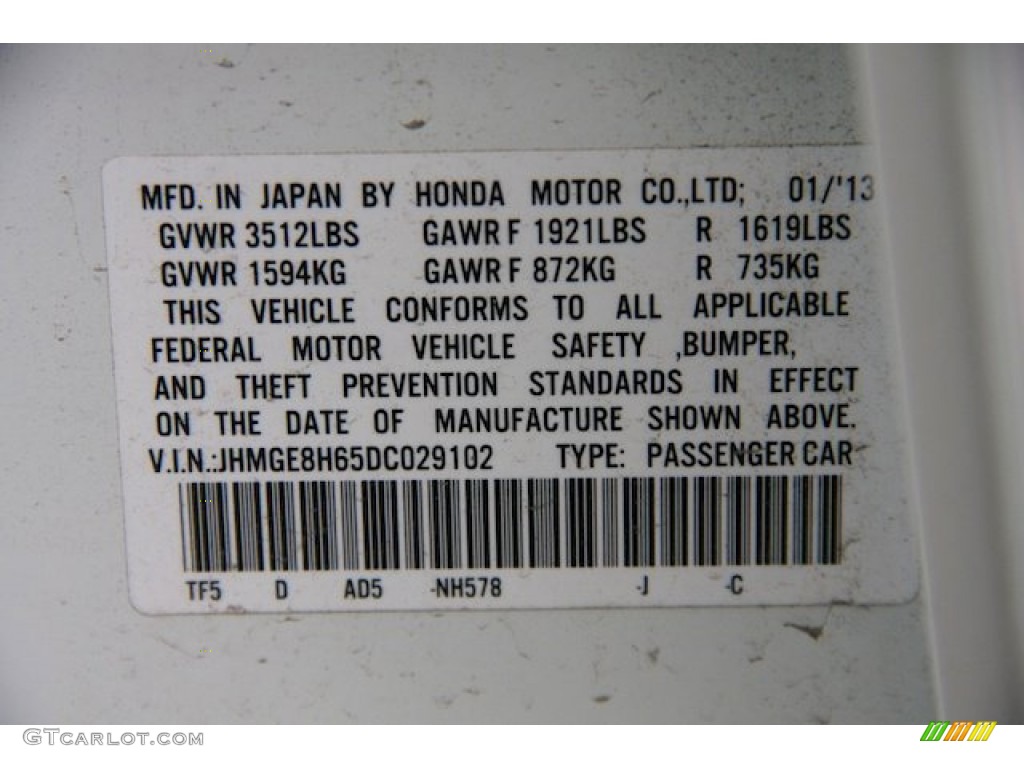 MFD. IN JAPAN BY HONDA MOTOR CO.,LTD; 01/'13
GVWR 3512LBS GAWR F 1921LBS R 1619LBS
GVWR 1594KG GAWR F 872KG R 735KG
THIS VEHICLE CONFORMS TO ALL APPLICABLE
FEDERAL MOTOR VEHICLE SAFETY ,BUMPER,
AND THEFT PREVENTION STANDARDS IN EFFECT
ON THE DATE OF MANUFACTURE SHOWN ABOVE.
V.I.N.:JHMGE8H65DC029102 TYPE: PASSENGER CAR
TF5 D AD5 -NH578 -J -C
GTCARLOT.COM